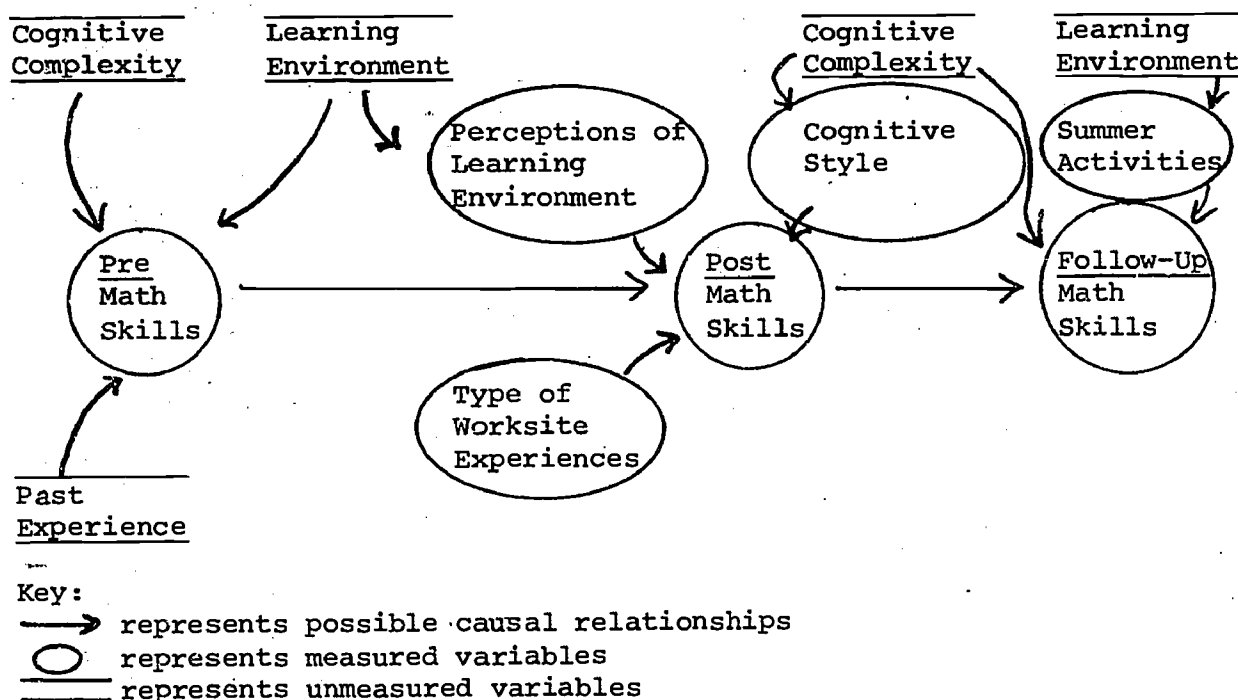 Cognitive
Complexity
Learning
Environment
Cognitive
Complexity
Learning
Environment
Perceptions of
Learning
Environment
Cognitive
Style
Summer
Activities
Pre
Math
Skills
Post
Math
Skills
Follow-Up
Math
Skills
Type of
Worksite
Experiences
Past
Experience
Key:
represents possible causal relationships
represents measured variables
represents unmeasured variables